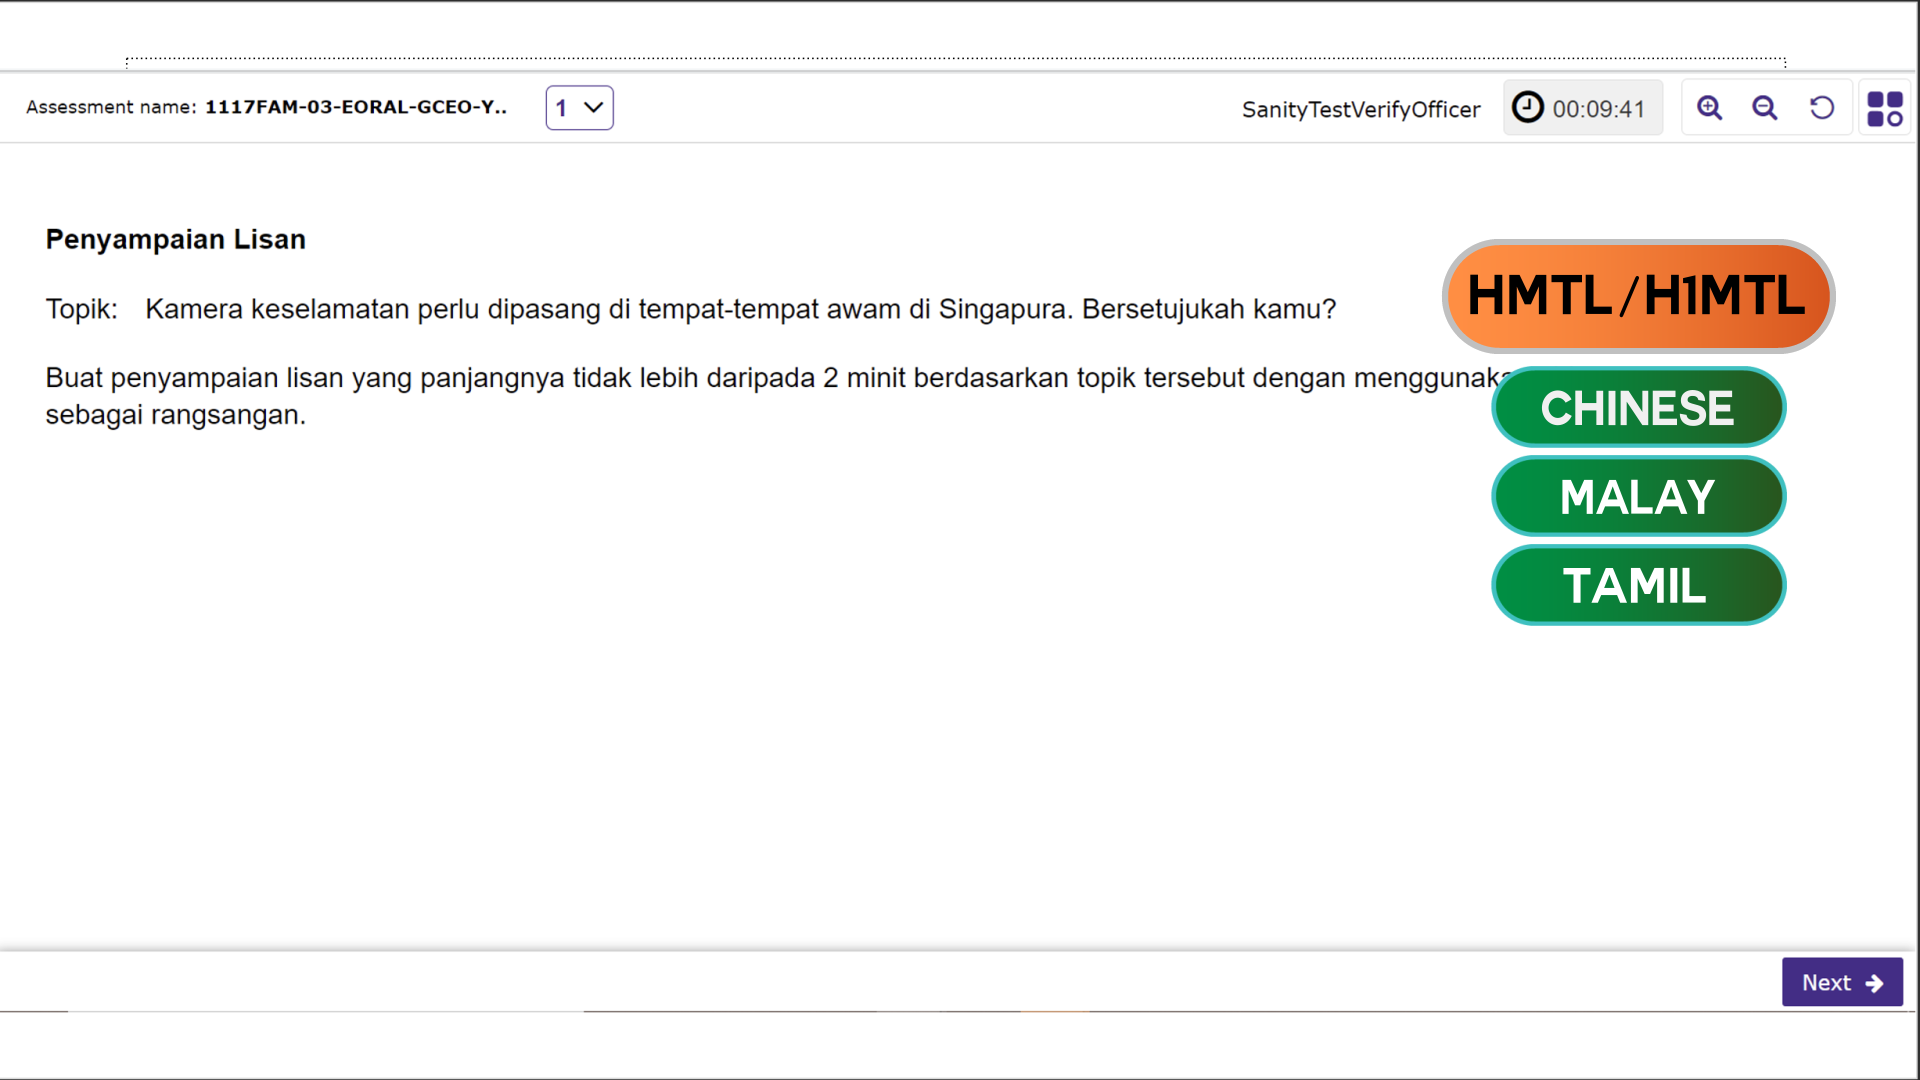 Assessment name: 1117FAM-03-EORAL-GCEO-Y..
1
SanityTestVerifyOfficer
00:09:41
Penyampaian Lisan
Topik: Kamera keselamatan perlu dipasang di tempat-tempat awam di Singapura. Bersetujukah kamu?
Buat penyampaian lisan yang panjangnya tidak lebih daripada 2 minit berdasarkan topik tersebut dengan
sebagai rangsangan.
HMTL/H1MTL
CHINESE
MALAY
TAMIL
Next